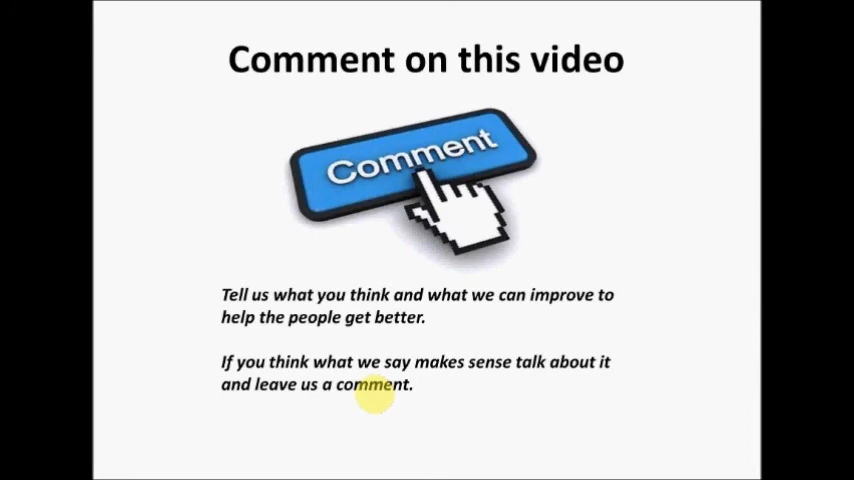 Comment on this video
Comment
Tell us what you think and what we can improve to
help the people get better.
If you think what we say makes sense talk about it
and leave us a comment.